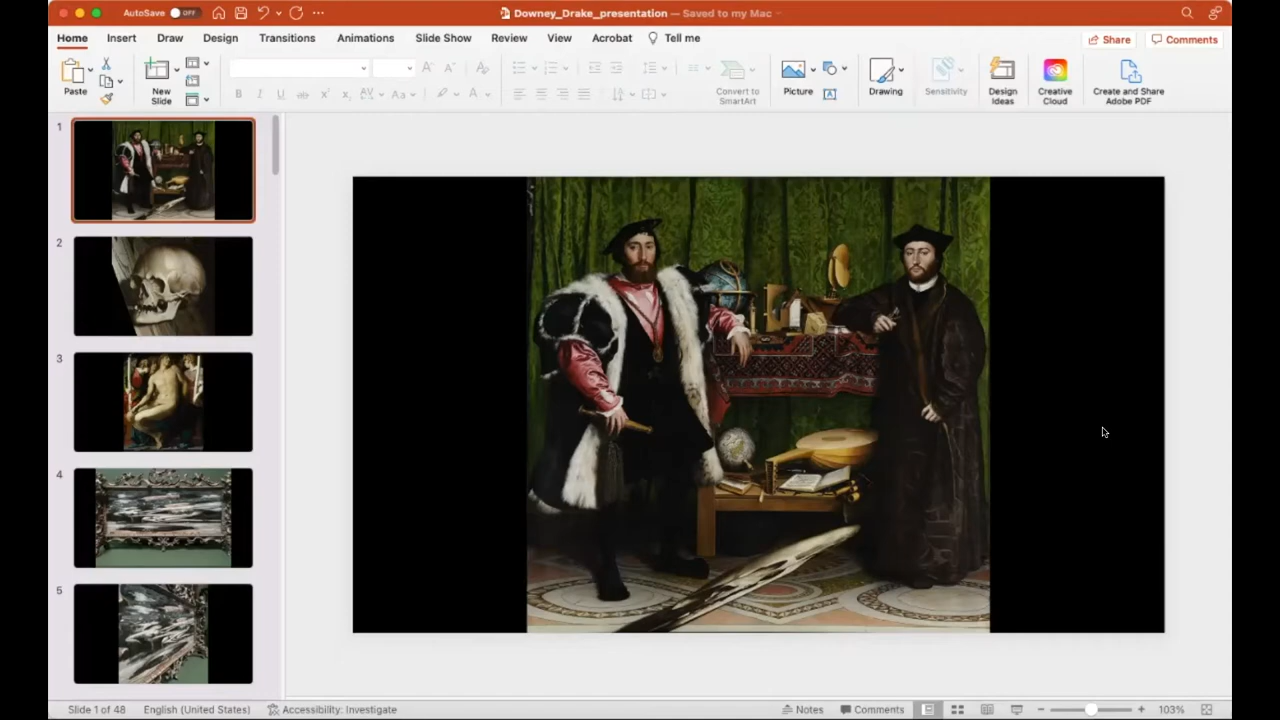 AutoSave OFF
Downey_Drake_presentation — Saved to my Mac
Home Insert Draw Design Transitions Animations Slide Show Review View Acrobat Tell me
Share Comments
Paste
New
Slide
Convert to
SmartArt
Picture
Drawing
Sensitivity
Design
Ideas
Creative
Cloud
Create and Share
Adobe PDF
1
2
3
4
5
Slide 1 of 48 English (United States) Accessibility: Investigate Notes Comments 103%